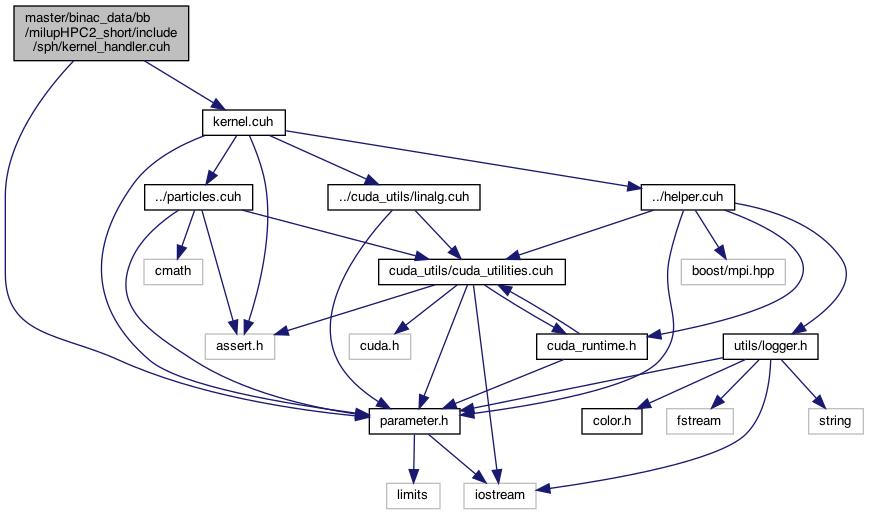 master/binac_data/bb
/milupHPC2_short/include
/sph/kernel_handler.cuh
kernel.cuh
../particles.cuh
../cuda_utils/linalg.cuh
../helper.cuh
cmath
cuda_utils/cuda_utilities.cuh
boost/mpi.hpp
assert.h
cuda.h
cuda_runtime.h
utils/logger.h
parameter.h
color.h
fstream
string
limits
iostream